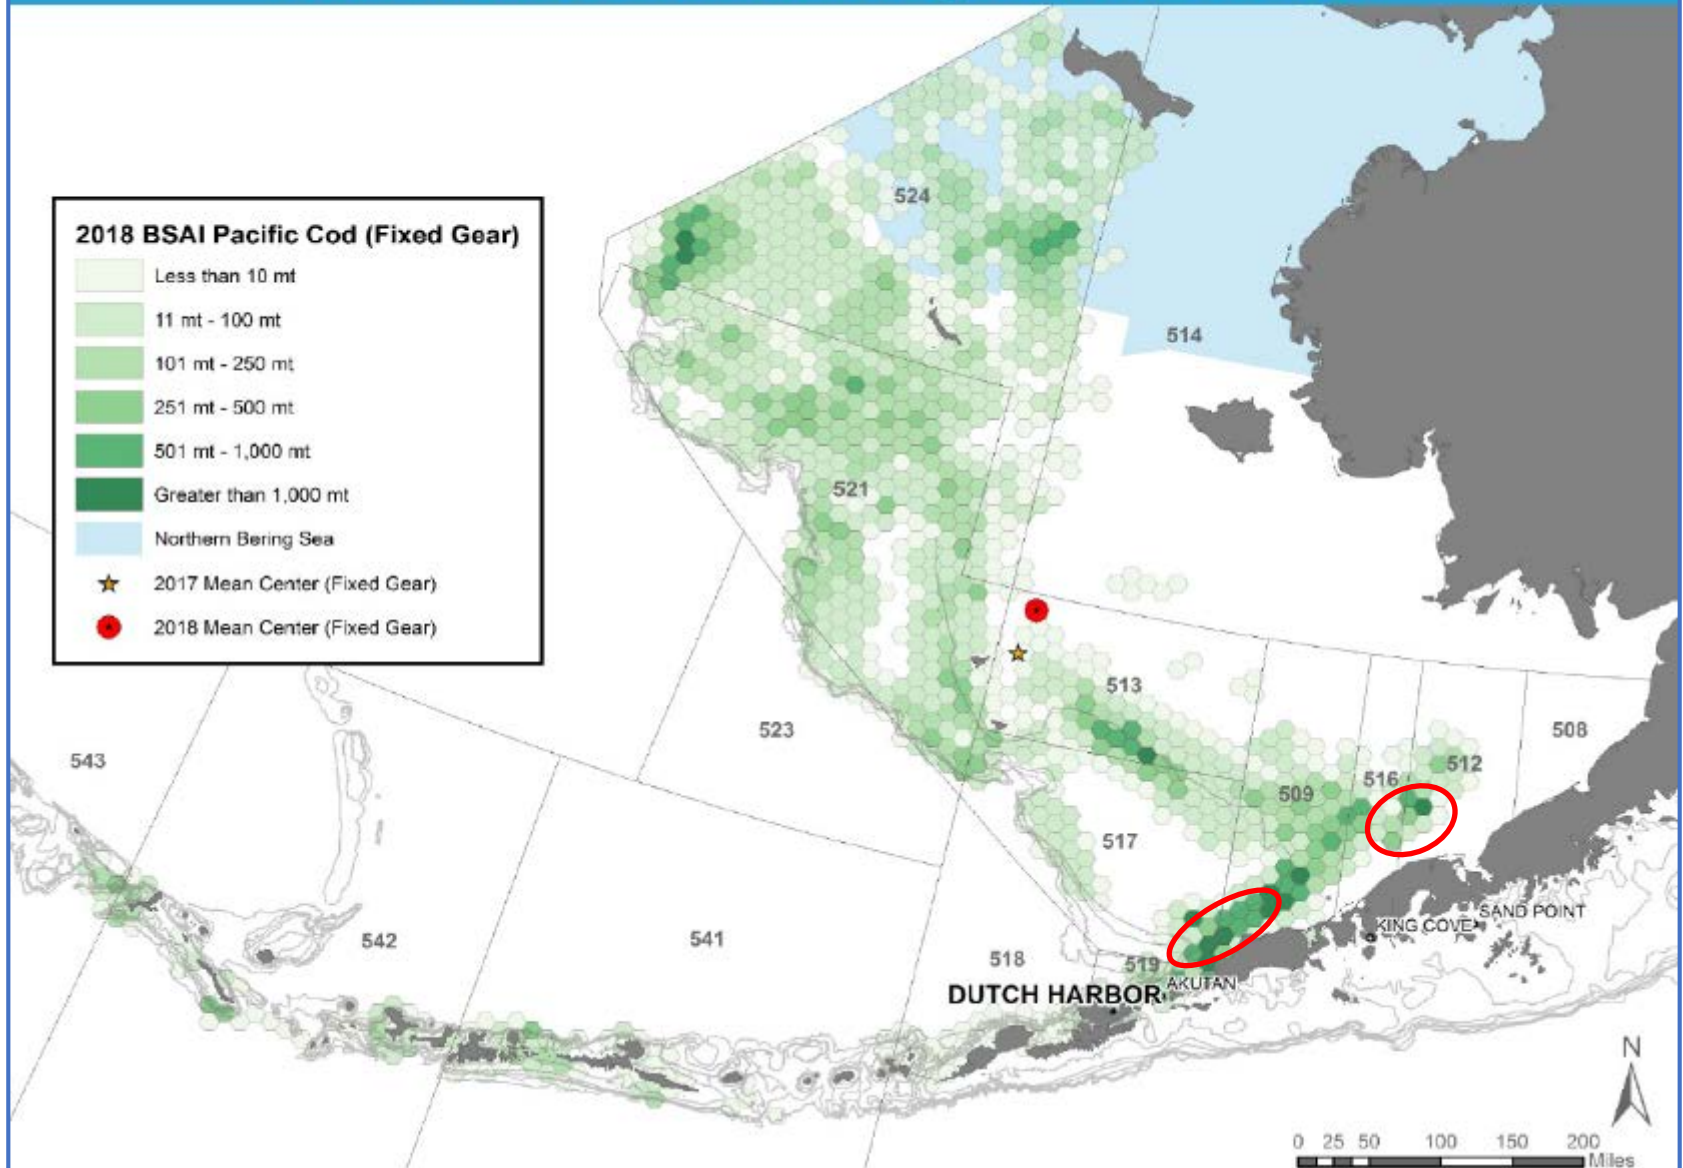 524
514
2018 BSAI Pacific Cod (Fixed Gear)
Less than 10 mt
11 mt - 100 mt
101 mt - 250 mt
251 mt - 500 mt
501 mt - 1,000 mt
Greater than 1,000 mt
Northern Bering Sea
2017 Mean Center (Fixed Gear)
2018 Mean Center (Fixed Gear)
521
513
523
508
543
512
516
509
517
542
541
518
519
SAND POINT
KING COVE
AKUTAN
DUTCH HARBOR
N
0 25 50 100 150 200
Miles